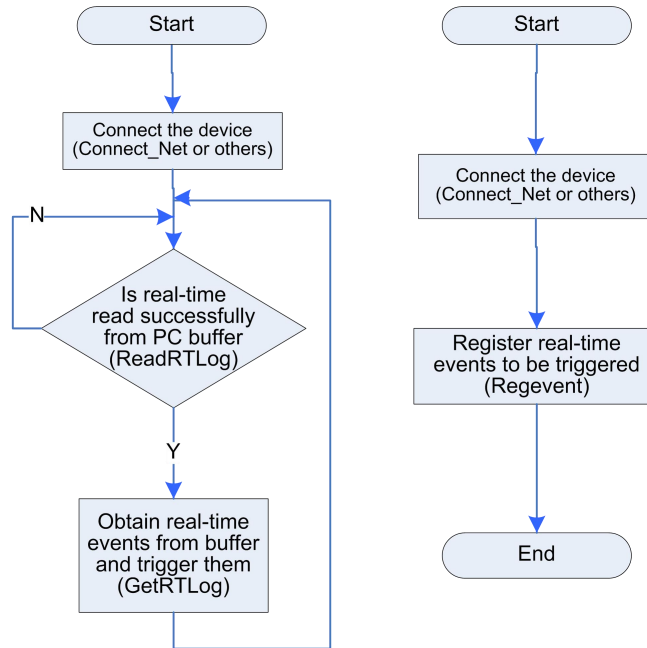 Start
Connect the device
(Connect_Net or others)
N
Is real-time
read successfully
from PC buffer
(ReadRTLog)
Y
Obtain real-time
events from buffer
and trigger them
(GetRTLog)
Start
Connect the device
(Connect_Net or others)
Register real-time
events to be triggered
(Regevent)
End